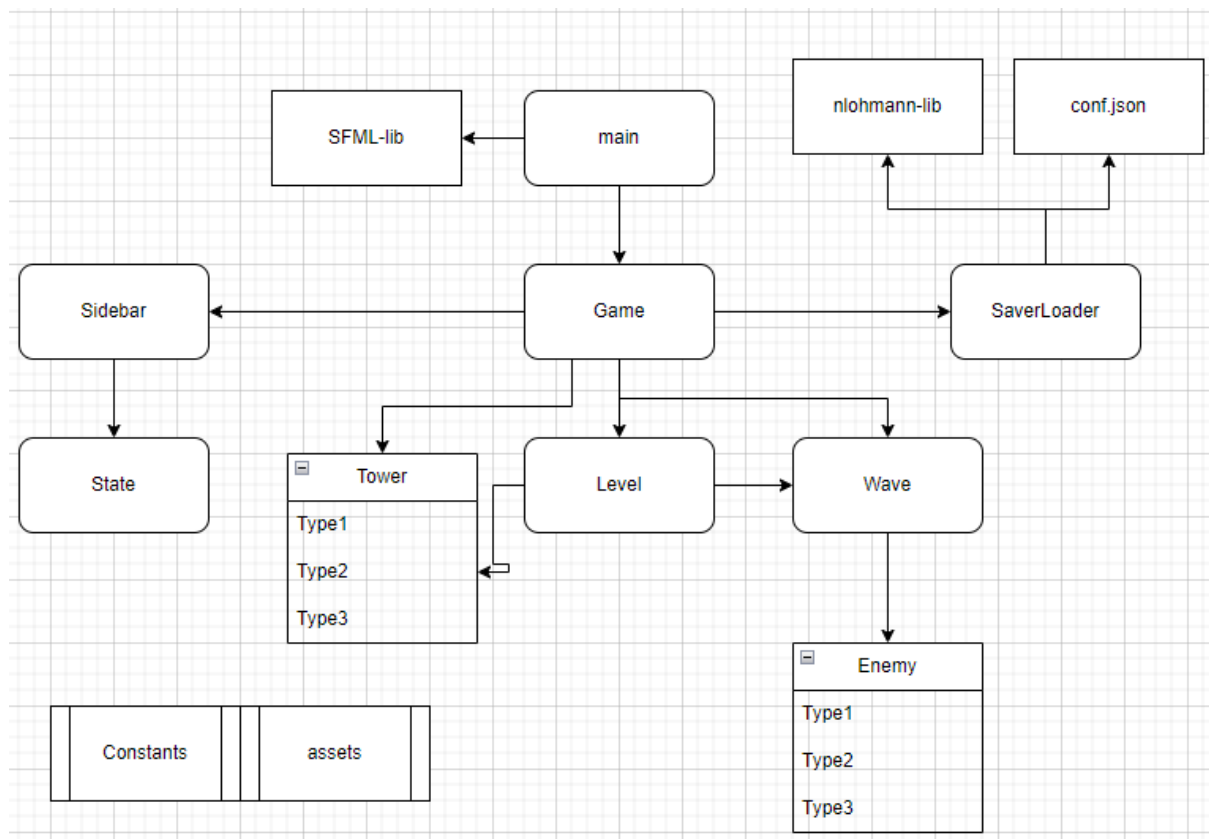 nlohmann-lib
conf.json
SFML-lib
main
Sidebar
Game
SaverLoader
State
Tower
Type1
Type2
Type3
Level
Wave
Enemy
Type1
Type2
Type3
Constants
assets